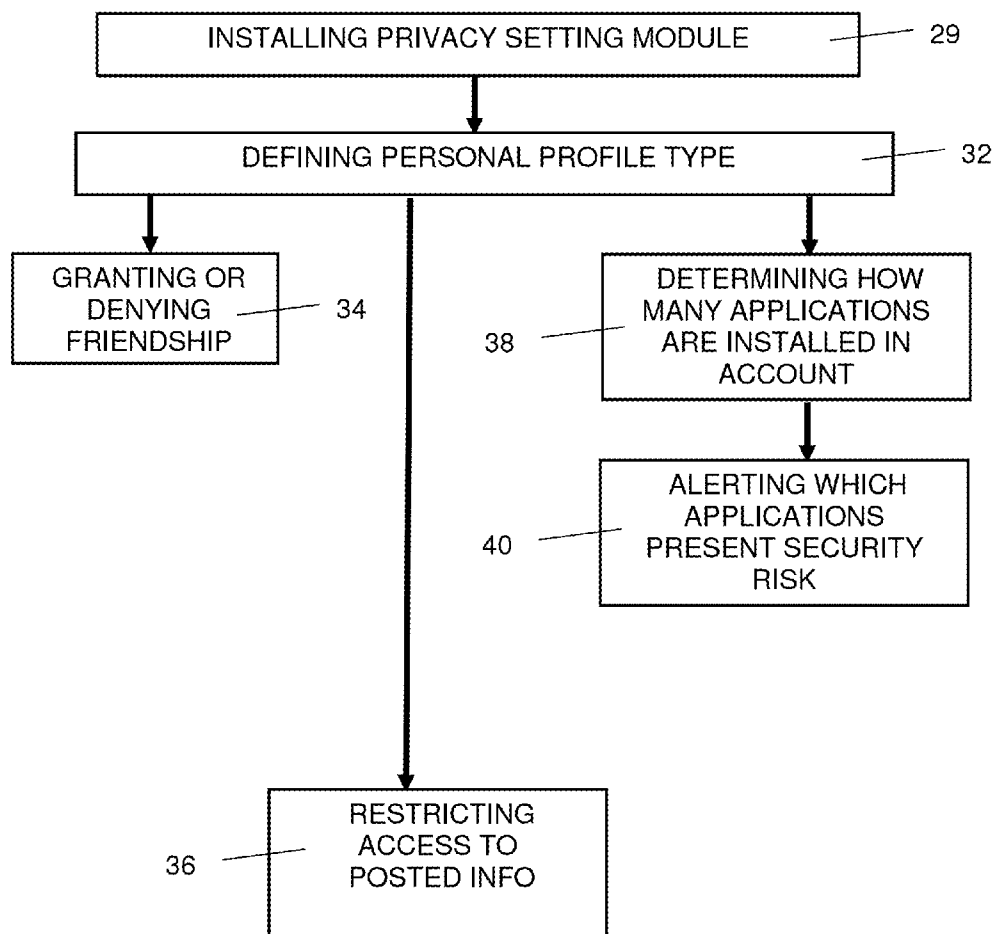 INSTALLING PRIVACY SETTING MODULE
29
DEFINING PERSONAL PROFILE TYPE
32
GRANTING OR
DENYING
FRIENDSHIP
34
DETERMINING HOW
MANY APPLICATIONS
ARE INSTALLED IN
ACCOUNT
38
ALERTING WHICH
APPLICATIONS
PRESENT SECURITY
RISK
40
RESTRICTING
ACCESS TO
POSTED INFO
36